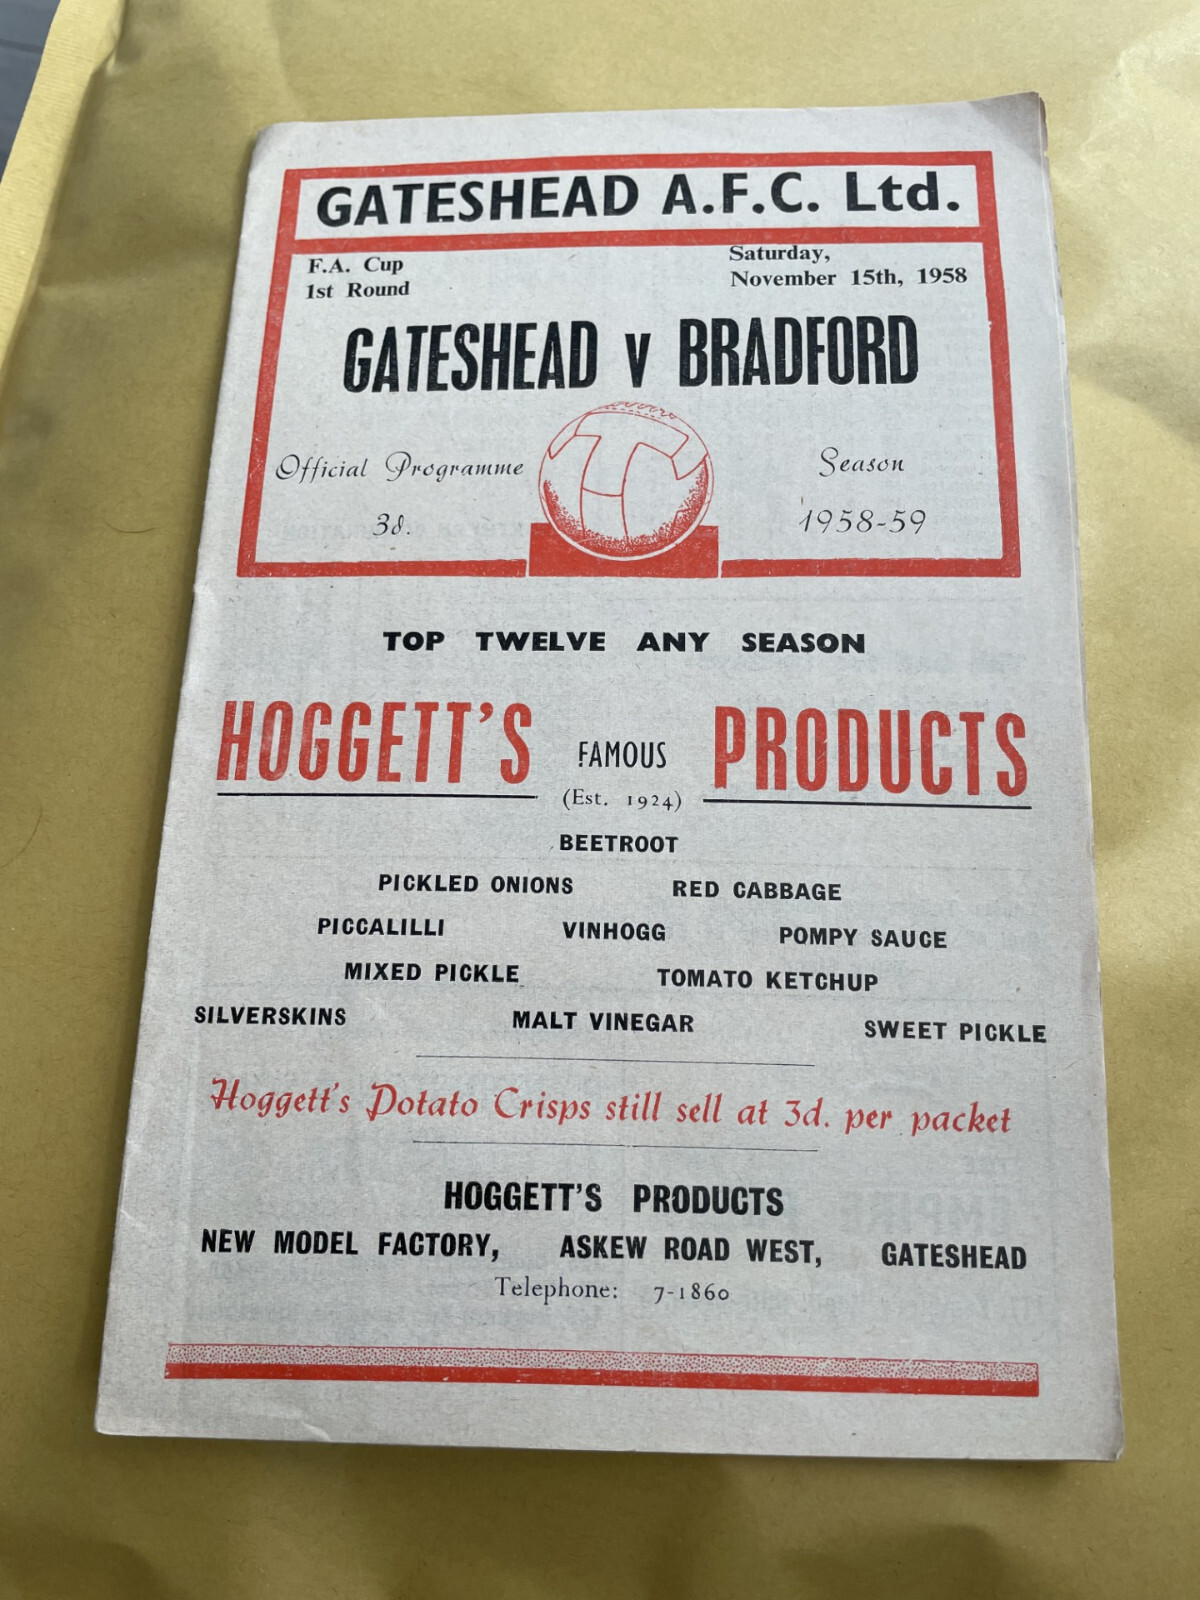 GATESHEAD A.F.C. Ltd.
F.A. Cup
1st Round
Saturday,
November 15th, 1958
GATESHEAD v BRADFORD
Official Programme
3d.
Season
1958-59
TOP TWELVE ANY SEASON
HOGGETT'S FAMOUS PRODUCTS
(Est. 1924)
BEETROOT
PICKLED ONIONS RED CABBAGE
PICCALILLI VINHOGG POMPY SAUCE
MIXED PICKLE TOMATO KETCHUP
SILVERSKINS MALT VINEGAR SWEET PICKLE
Hoggett's Potato Crisps still sell at 3d. per packet
HOGGETT'S PRODUCTS
NEW MODEL FACTORY, ASKEW ROAD WEST, GATESHEAD
Telephone: 7-1860